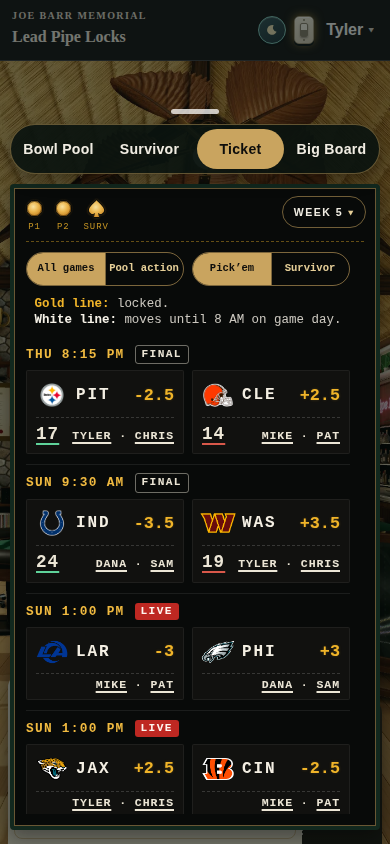 JOE BARR MEMORIAL
Lead Pipe Locks
Tyler ▾
Bowl Pool Survivor Ticket Big Board
P1 P2 SURV
WEEK 5 ▾
All games Pool action Pick’em Survivor
Gold line: locked.
White line: moves until 8 AM on game day.
THU 8:15 PM FINAL
PIT -2.5 CLE +2.5
17 TYLER · CHRIS 14 MIKE · PAT
SUN 9:30 AM FINAL
IND -3.5 WAS +3.5
24 DANA · SAM 19 TYLER · CHRIS
SUN 1:00 PM LIVE
LAR -3 PHI +3
MIKE · PAT DANA · SAM
SUN 1:00 PM LIVE
JAX +2.5 CIN -2.5
TYLER · CHRIS MIKE · PAT